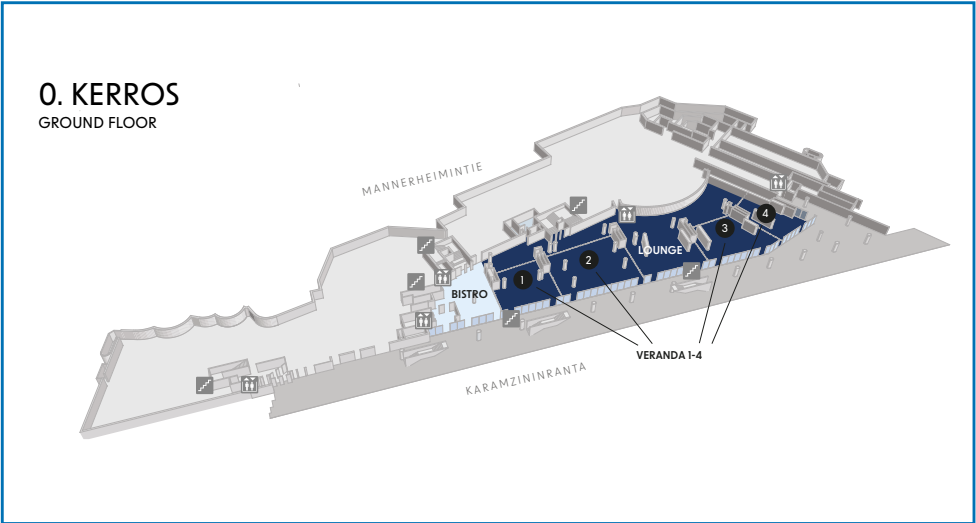 0. KERROS
GROUND FLOOR
MANNERHEIMINTIE
4
3
LOUNGE
2
1
BISTRO
VERANDA 1-4
KARAMZININRANTA